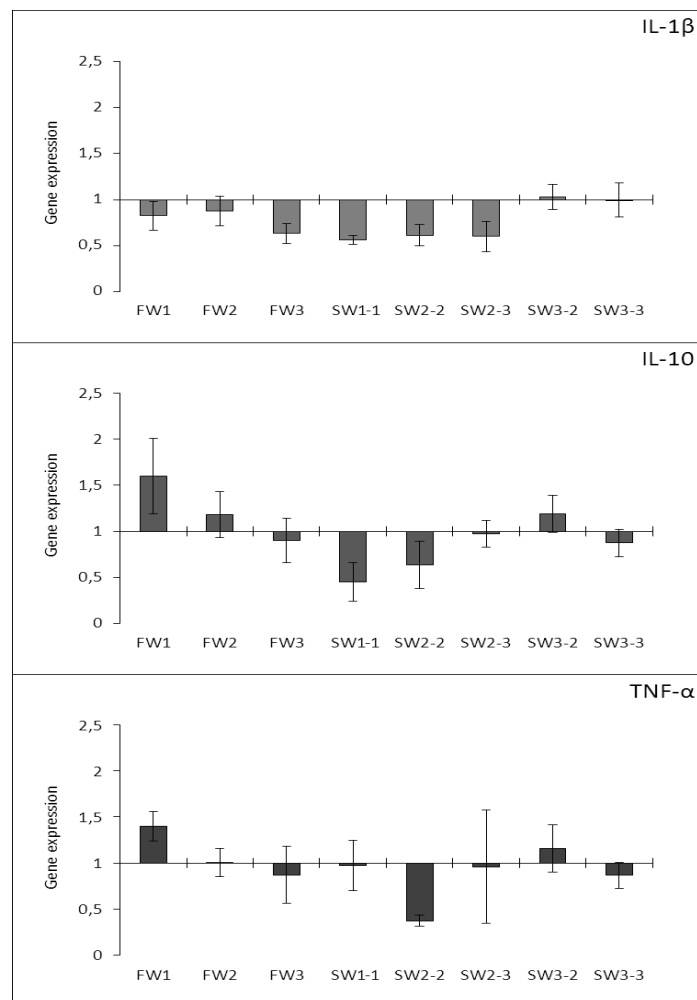 IL-1β
2,5
2
1,5
1
0,5
0
Gene expression
FW1 FW2 FW3 SW1-1 SW2-2 SW2-3 SW3-2 SW3-3
IL-10
2,5
2
1,5
1
0,5
0
Gene expression
FW1 FW2 FW3 SW1-1 SW2-2 SW2-3 SW3-2 SW3-3
TNF-α
2,5
2
1,5
1
0,5
0
Gene expression
FW1 FW2 FW3 SW1-1 SW2-2 SW2-3 SW3-2 SW3-3